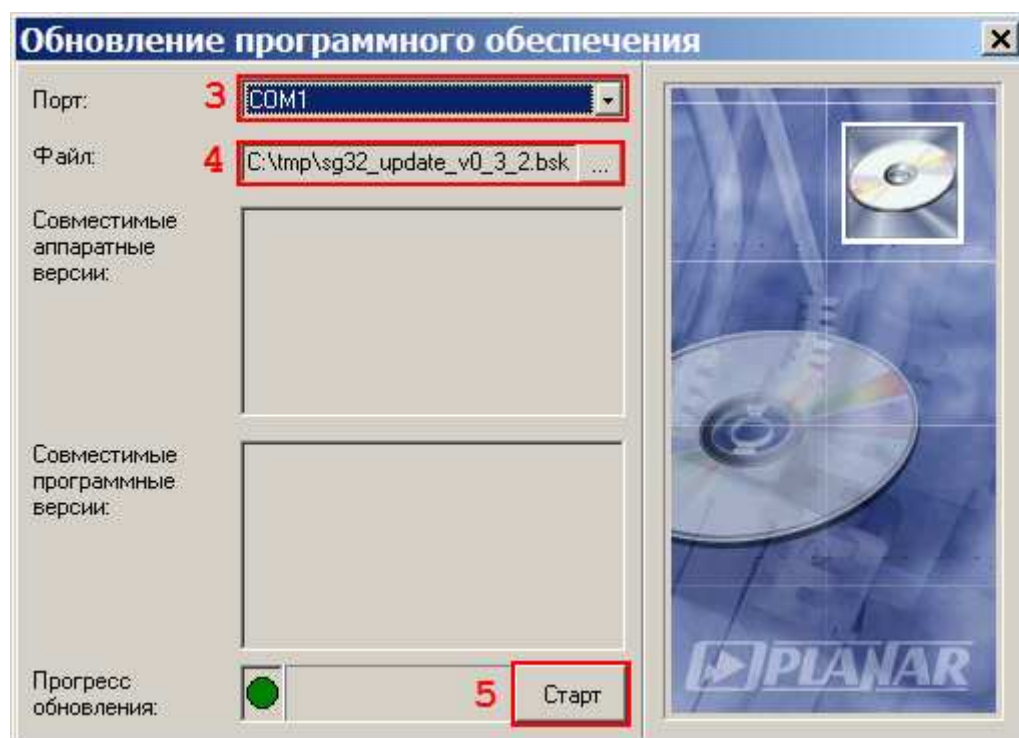 Обновление программного обеспечения
Порт: 3 COM1
Файл: 4 C:\tmp\sg32_update_v0_3_2.bsk ...
Совместимые
аппаратные
версии:
Совместимые
программные
версии:
Прогресс
обновления:
5 Старт
PLANAR